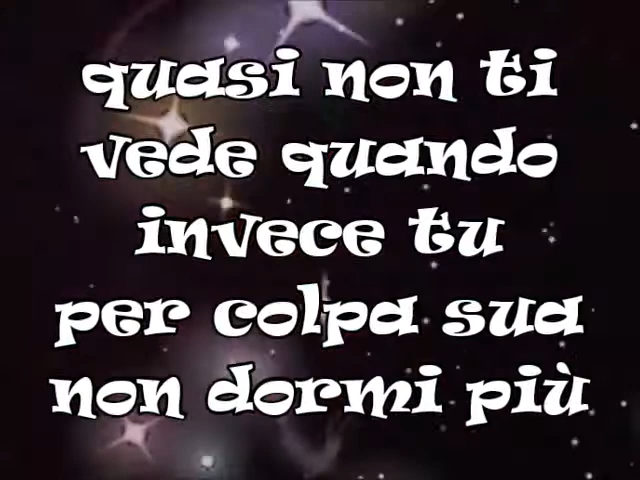 quasi non ti
vede quando
invece tu
per colpa sua
non dormi più